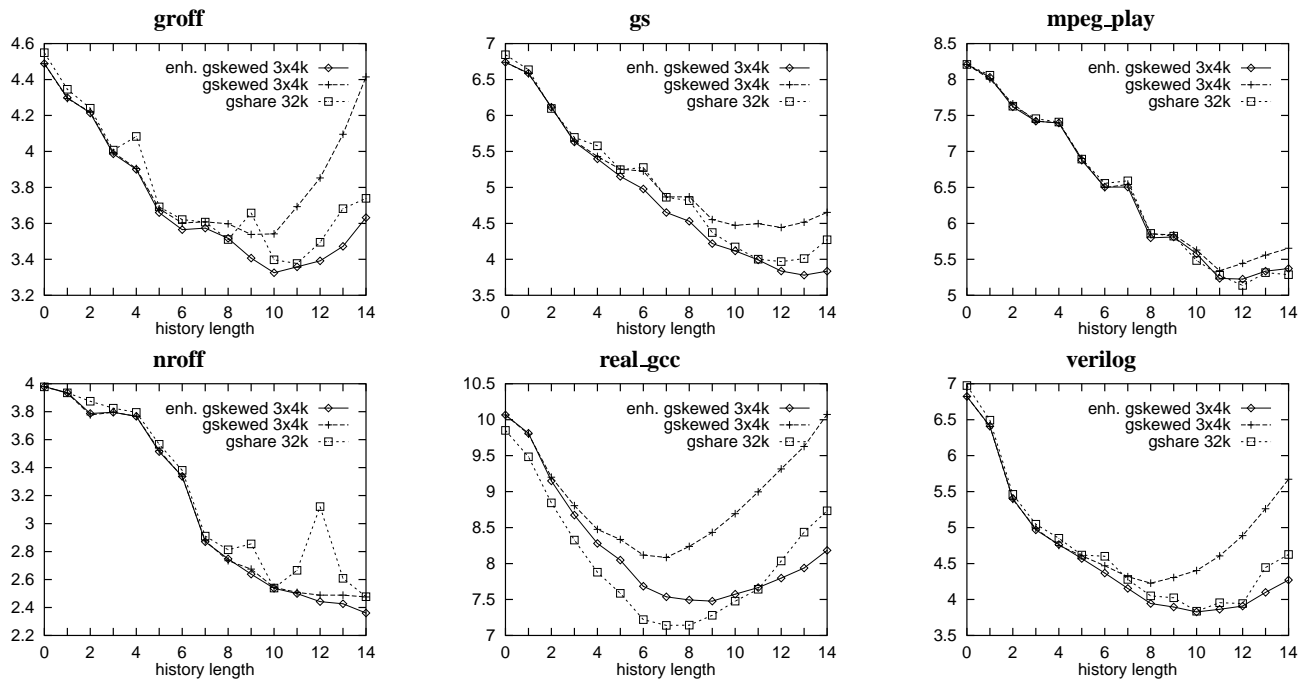 groff
4.6
4.4
4.2
4
3.8
3.6
3.4
3.2
enh. gskewed 3x4k
gskewed 3x4k
gshare 32k
0 2 4 6 8 10 12 14
history length
gs
7
6.5
6
5.5
5
4.5
4
3.5
enh. gskewed 3x4k
gskewed 3x4k
gshare 32k
0 2 4 6 8 10 12 14
history length
mpeg_play
8.5
8
7.5
7
6.5
6
5.5
5
enh. gskewed 3x4k
gskewed 3x4k
gshare 32k
0 2 4 6 8 10 12 14
history length
nroff
4
3.8
3.6
3.4
3.2
3
2.8
2.6
2.4
2.2
enh. gskewed 3x4k
gskewed 3x4k
gshare 32k
0 2 4 6 8 10 12 14
history length
real_gcc
10.5
10
9.5
9
8.5
8
7.5
7
enh. gskewed 3x4k
gskewed 3x4k
gshare 32k
0 2 4 6 8 10 12 14
history length
verilog
7
6.5
6
5.5
5
4.5
4
3.5
enh. gskewed 3x4k
gskewed 3x4k
gshare 32k
0 2 4 6 8 10 12 14
history length